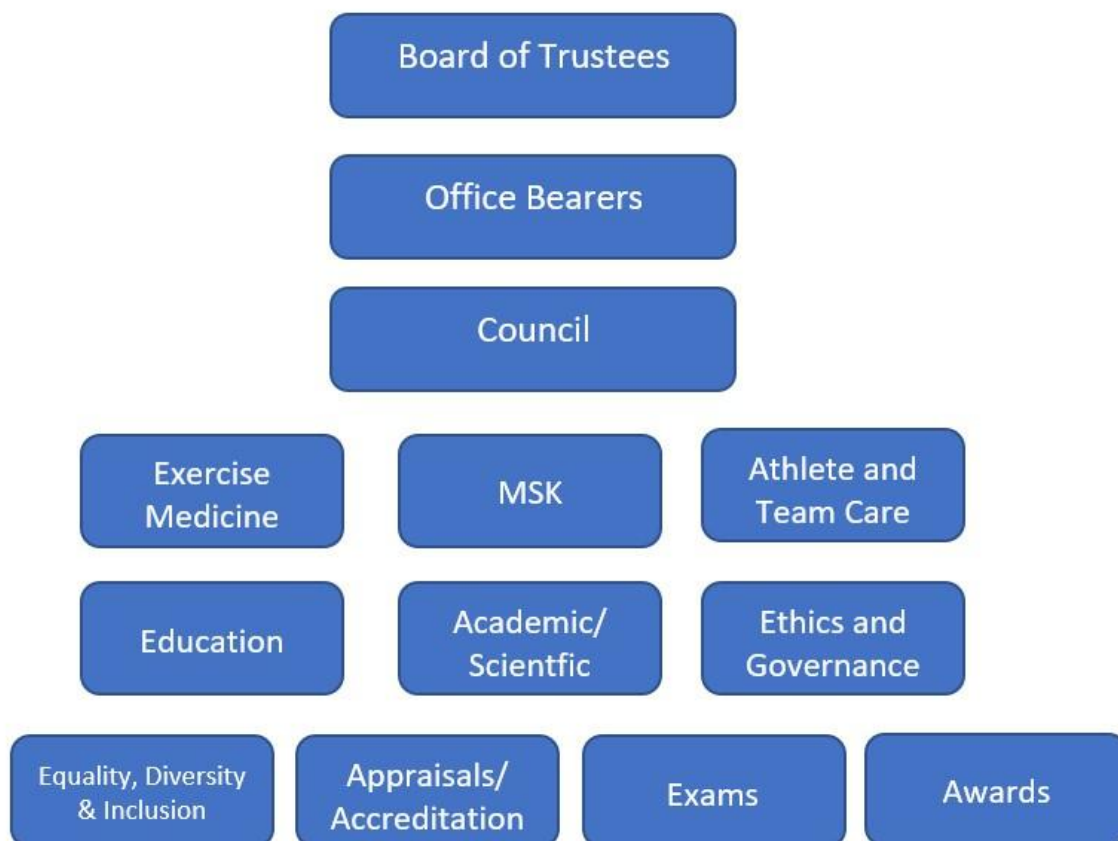 Board of Trustees
Office Bearers
Council
Exercise
Medicine
MSK
Athlete and
Team Care
Education
Academic/
Scientfic
Ethics and
Governance
Equality, Diversity
& Inclusion
Appraisals/
Accreditation
Exams
Awards